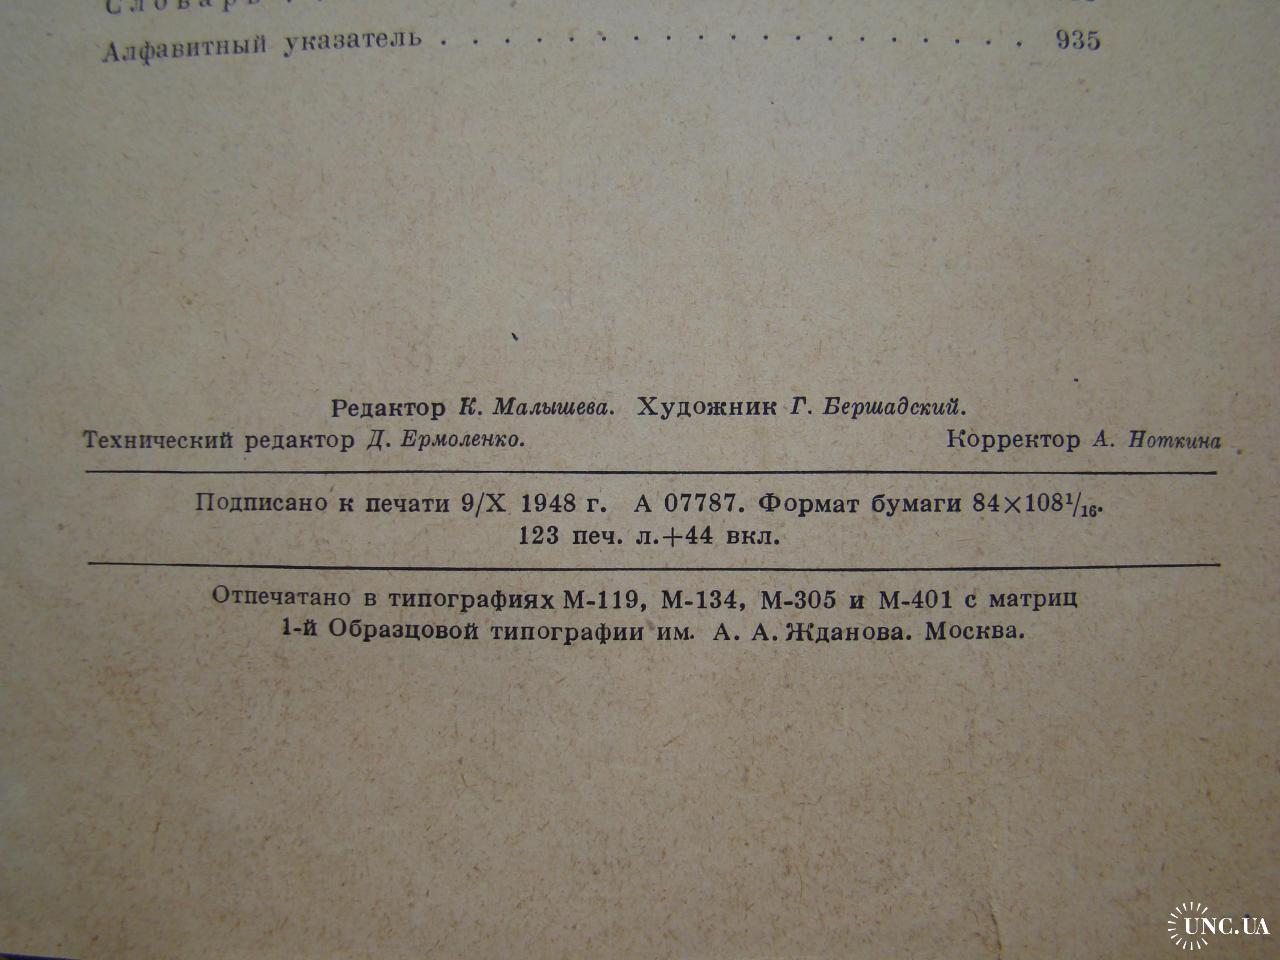 Словарь
Алфавитный указатель . . . . . . . . . . . . . . . . . . . 935
Редактор К. Малышева. Художник Г. Бершадский.
Технический редактор Д. Ермоленко. Корректор А. Ноткина
Подписано к печати 9/X 1948 г. А 07787. Формат бумаги 84×108¹/₁₆.
123 печ. л.+44 вкл.
Отпечатано в типографиях М-119, М-134, М-305 и М-401 с матриц
1-й Образцовой типографии им. А. А. Жданова. Москва.
UNC.UA